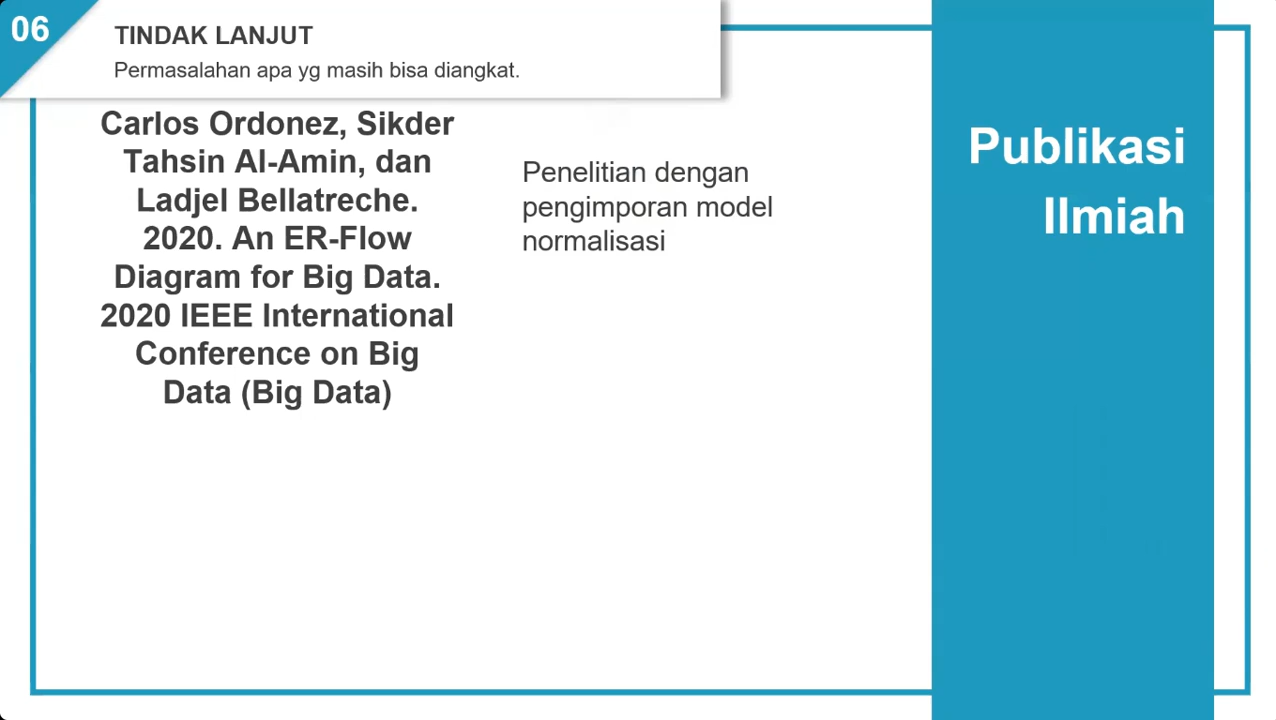 06
TINDAK LANJUT
Permasalahan apa yg masih bisa diangkat.
Carlos Ordonez, Sikder
Tahsin Al-Amin, dan
Ladjel Bellatreche.
2020. An ER-Flow
Diagram for Big Data.
2020 IEEE International
Conference on Big
Data (Big Data)
Penelitian dengan
pengimporan model
normalisasi
Publikasi
Ilmiah